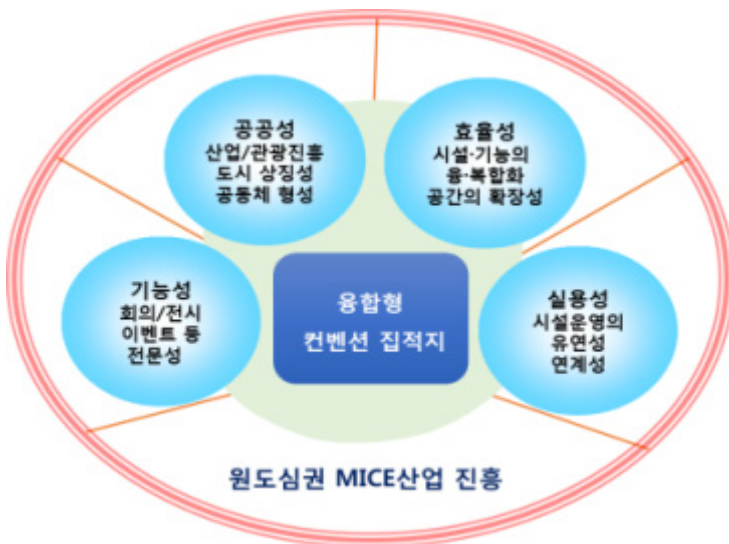 공공성
산업/관광진흥
도시 상징성
공동체 형성
효율성
시설·기능의
융·복합화
공간의 확장성
기능성
회의/전시
이벤트 등
전문성
융합형
컨벤션 집적지
실용성
시설운영의
유연성
연계성
원도심권 MICE산업 진흥